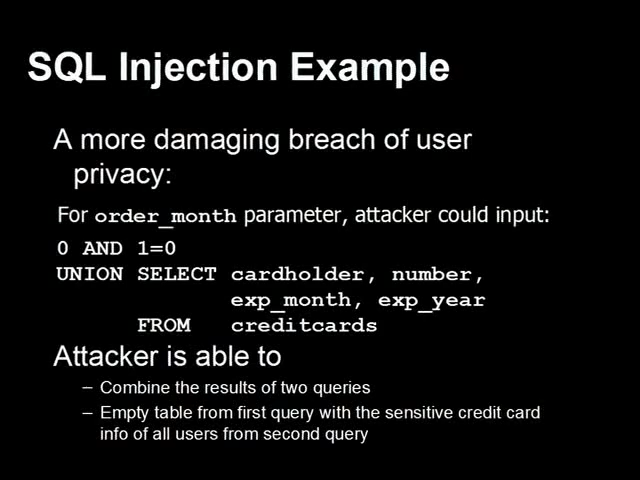 SQL Injection Example
A more damaging breach of user
privacy:
For order_month parameter, attacker could input:
0 AND 1=0
UNION SELECT cardholder, number,
exp_month, exp_year
FROM creditcards
Attacker is able to
– Combine the results of two queries
– Empty table from first query with the sensitive credit card
info of all users from second query